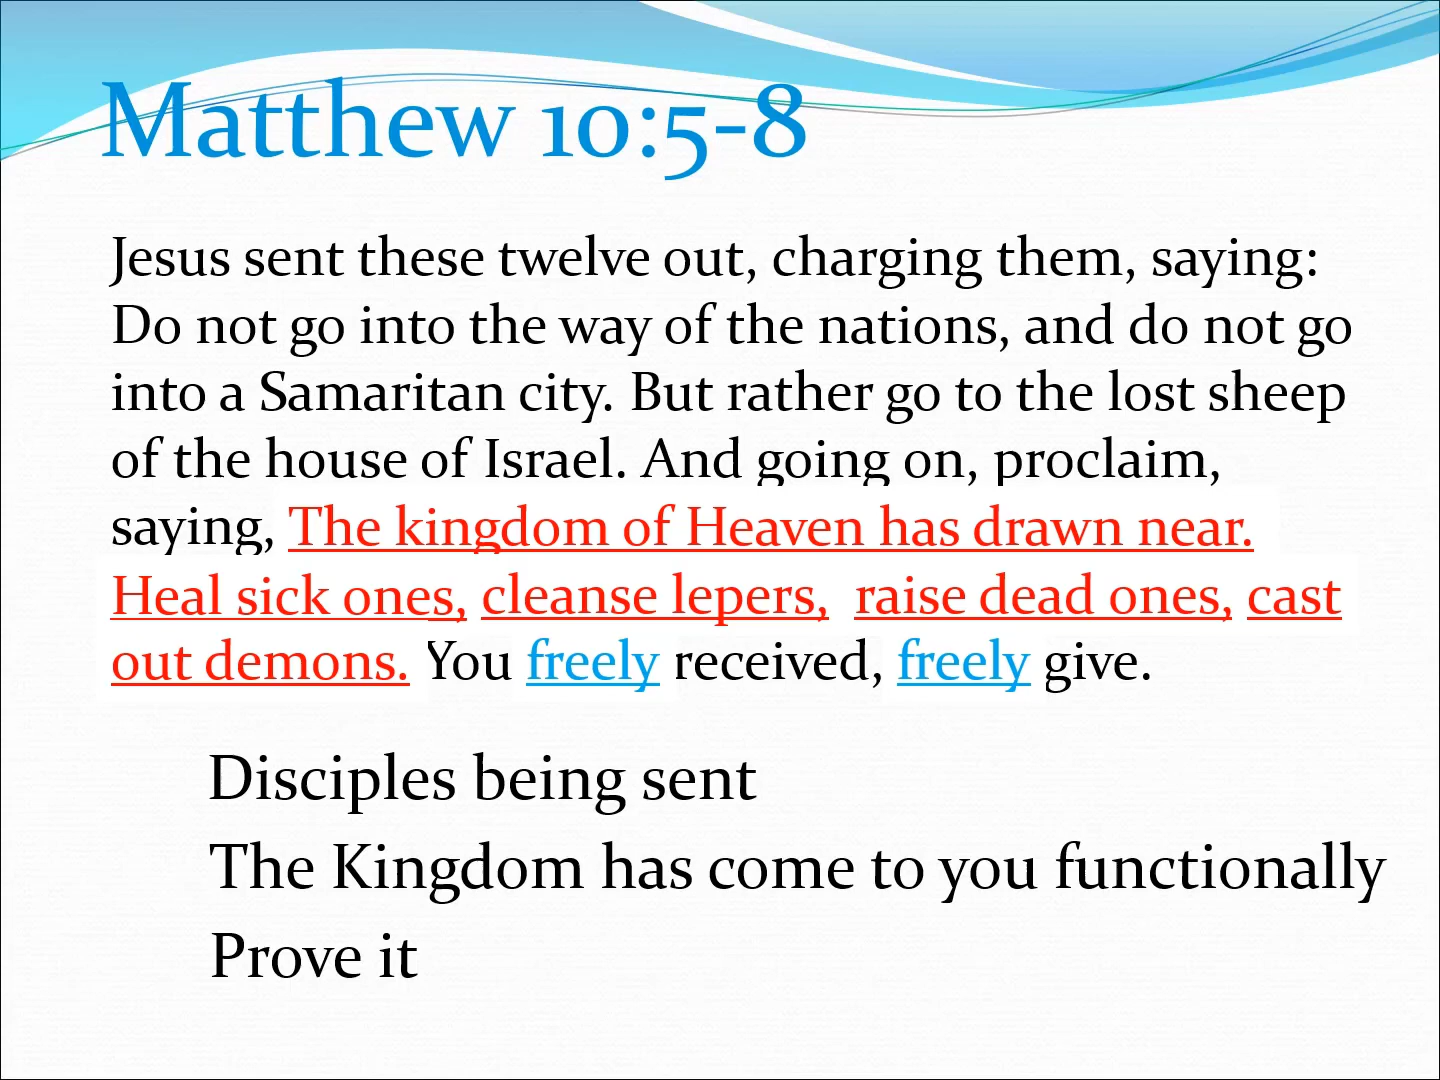 Matthew 10:5-8
Jesus sent these twelve out, charging them, saying:
Do not go into the way of the nations, and do not go
into a Samaritan city. But rather go to the lost sheep
of the house of Israel. And going on, proclaim,
saying, The kingdom of Heaven has drawn near.
Heal sick ones, cleanse lepers, raise dead ones, cast
out demons. You freely received, freely give.
Disciples being sent
The Kingdom has come to you functionally
Prove it